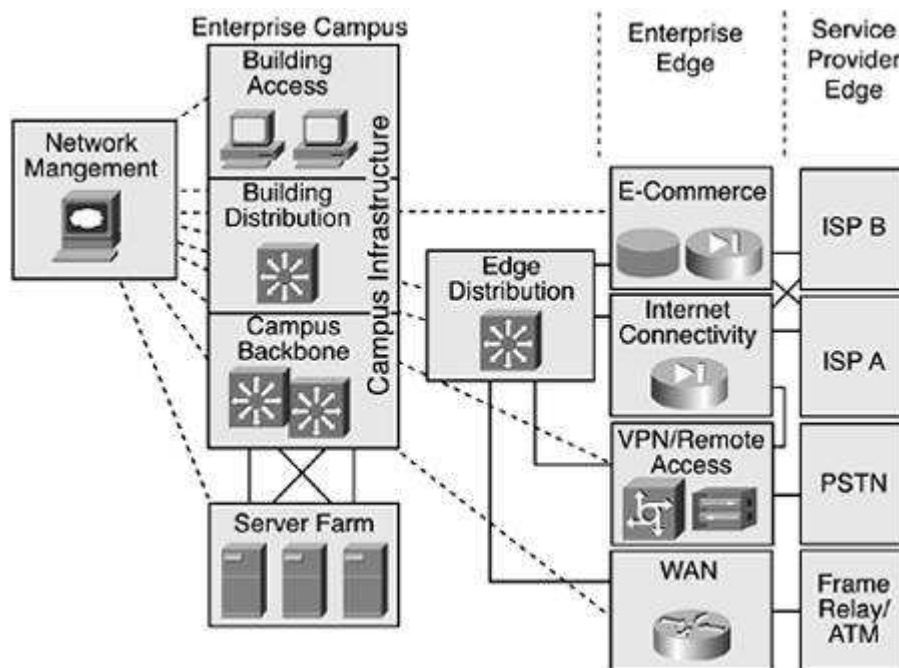 Enterprise Campus
Building
Access
Network
Mangement
Building
Distribution
Campus
Backbone
Campus Infrastructure
Server Farm
Edge
Distribution
Enterprise
Edge
E-Commerce
Internet
Connectivity
VPN/Remote
Access
WAN
Service
Provider
Edge
ISP B
ISP A
PSTN
Frame
Relay/
ATM